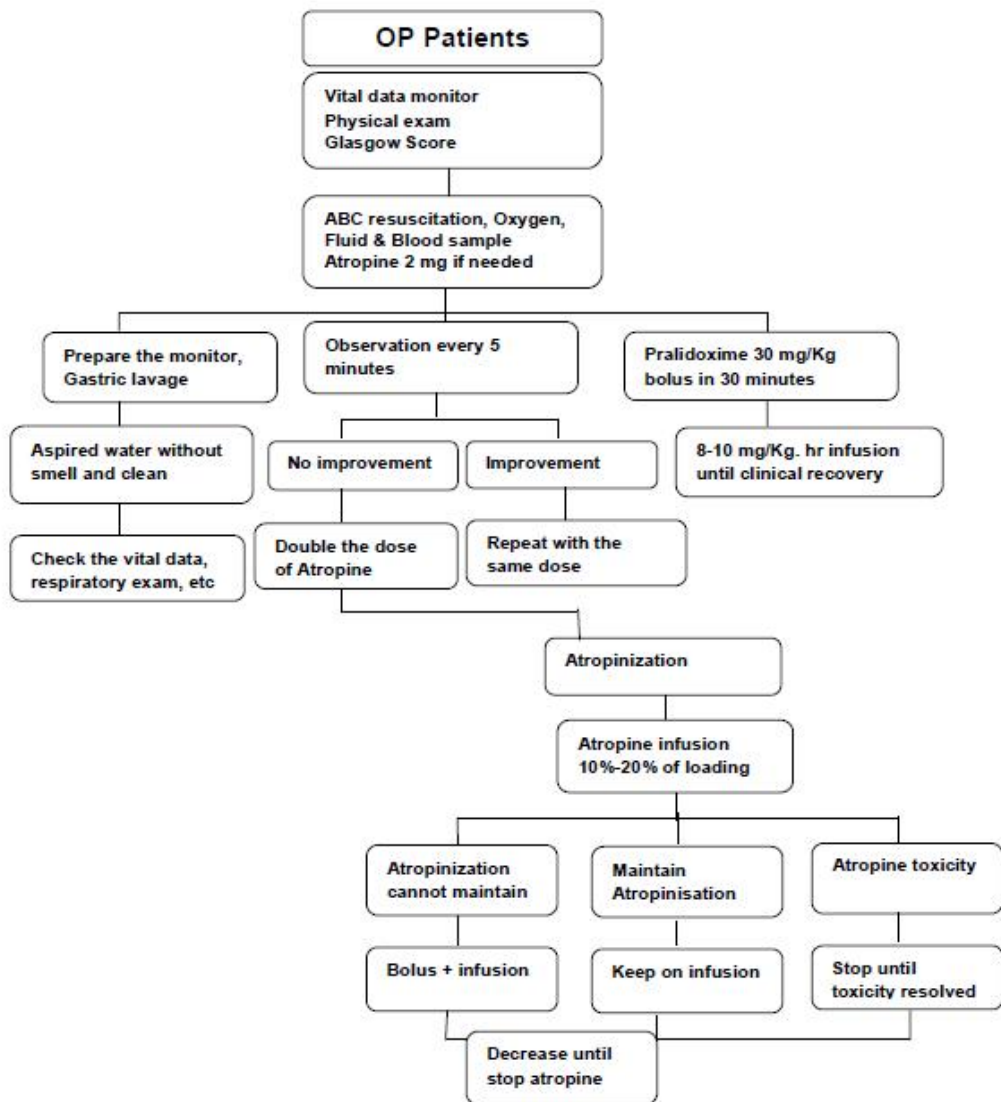 OP Patients
Vital data monitor
Physical exam
Glasgow Score
ABC resuscitation, Oxygen,
Fluid & Blood sample
Atropine 2 mg if needed
Prepare the monitor,
Gastric lavage
Observation every 5
minutes
Pralidoxime 30 mg/Kg
bolus in 30 minutes
Aspired water without
smell and clean
No improvement
Improvement
8-10 mg/Kg. hr infusion
until clinical recovery
Check the vital data,
respiratory exam, etc
Double the dose
of Atropine
Repeat with the
same dose
Atropinization
Atropine infusion
10%-20% of loading
Atropinization
cannot maintain
Maintain
Atropinisation
Atropine toxicity
Bolus + infusion
Keep on infusion
Stop until
toxicity resolved
Decrease until
stop atropine